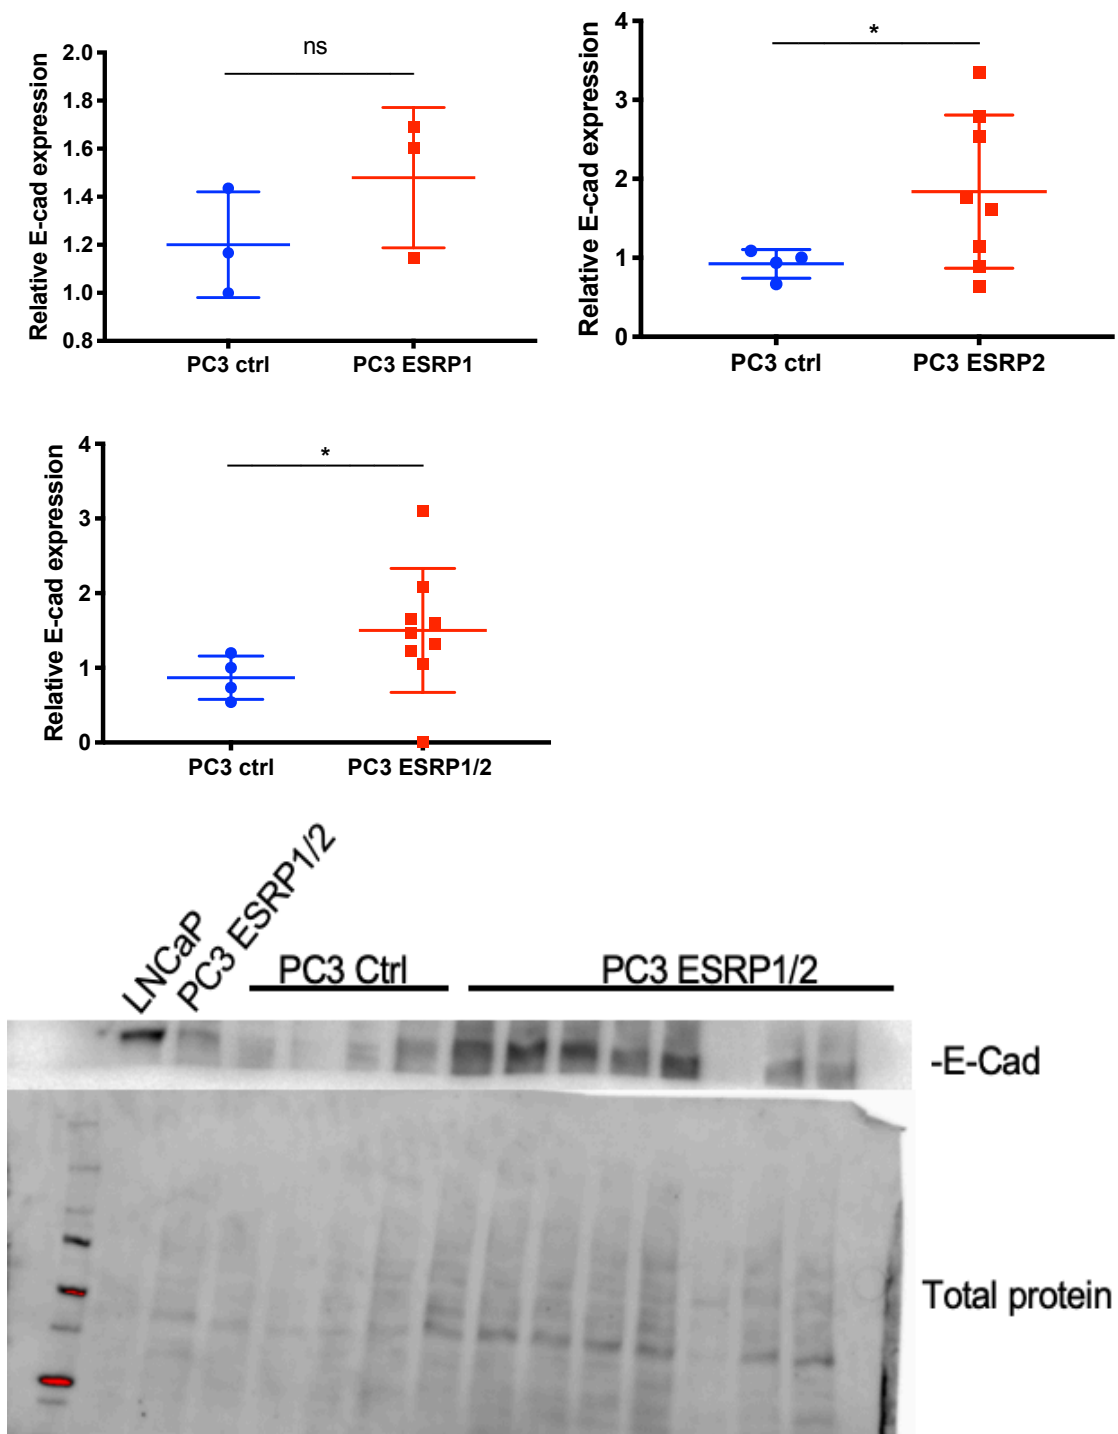 ns
Relative E-cad expression
2.0
1.8
1.6
1.4
1.2
1.0
0.8
PC3 ctrl PC3 ESRP1
*
Relative E-cad expression
4
3
2
1
0
PC3 ctrl PC3 ESRP2
*
Relative E-cad expression
4
3
2
1
0
PC3 ctrl PC3 ESRP1/2
LNCaP
PC3 ESRP1/2
PC3 Ctrl
PC3 ESRP1/2
-E-Cad
Total protein